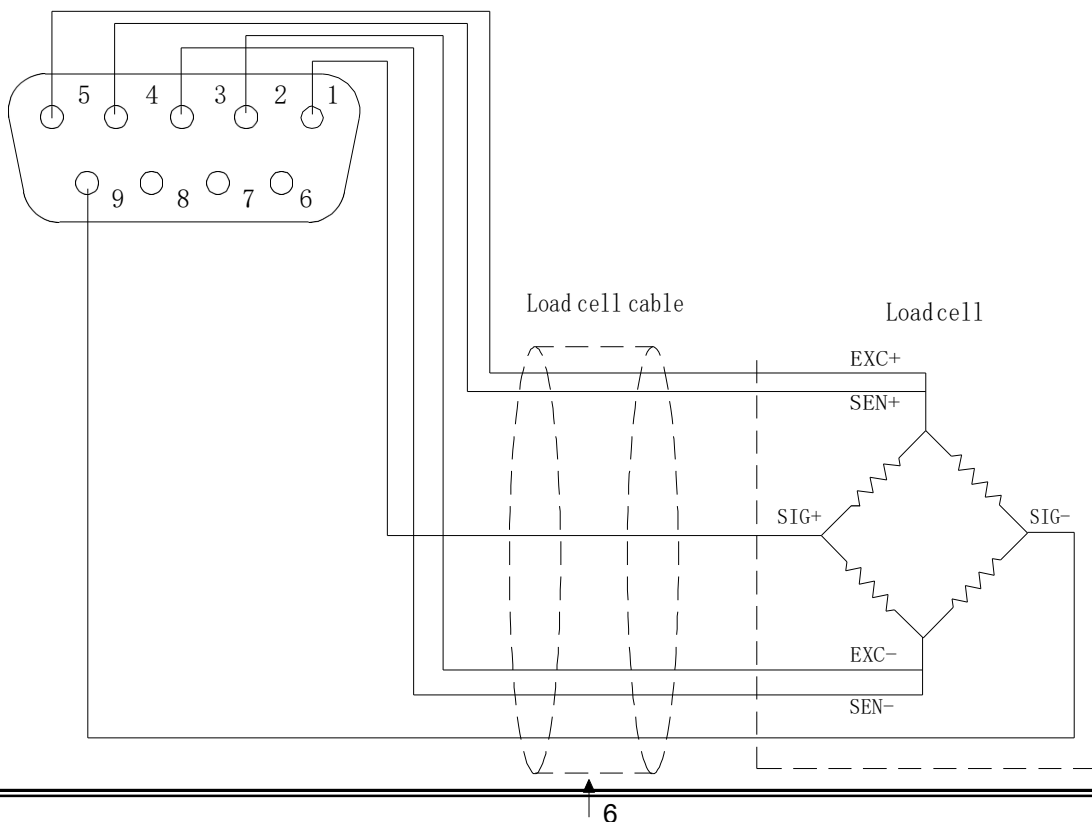 5 4 3 2 1
9 8 7 6
Load cell cable
Load cell
EXC+
SEN+
SIG+
SIG-
EXC-
SEN-
6